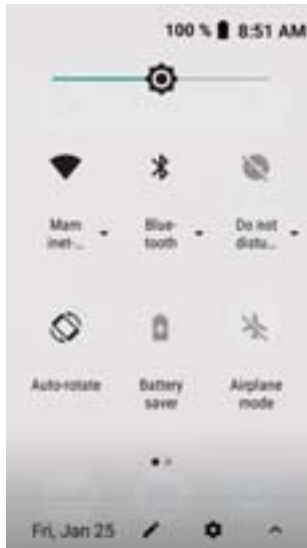 100 % 8:51 AM
Mam Blue- Do not
inet-... tooth distu...
Auto-rotate Battery Airplane
saver mode
Fri, Jan 25